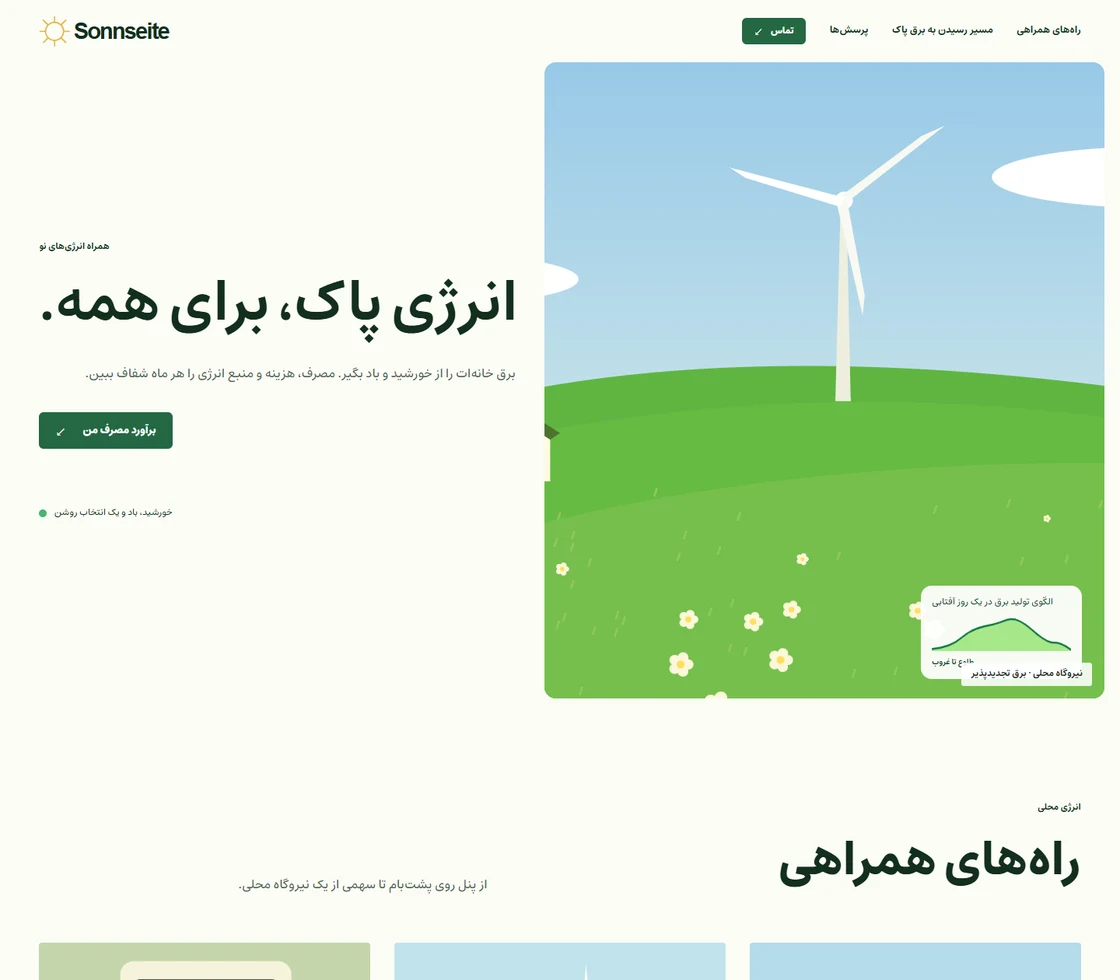 Sonnseite
راه‌های همراهی
مسیر رسیدن به برق پاک
پرسش‌ها
تماس
همراه انرژی‌های نو
انرژی پاک، برای همه.
برق خانه‌ات را از خورشید و باد بگیر. مصرف، هزینه و منبع انرژی را هر ماه شفاف ببین.
برآورد مصرف من
خورشید، باد و یک انتخاب روشن
الگوی تولید برق در یک روز آفتابی
تا غروب
نیروگاه محلی · برق تجدیدپذیر
انرژی محلی
راه‌های همراهی
از پنل روی پشت‌بام تا سهمی از یک نیروگاه محلی.